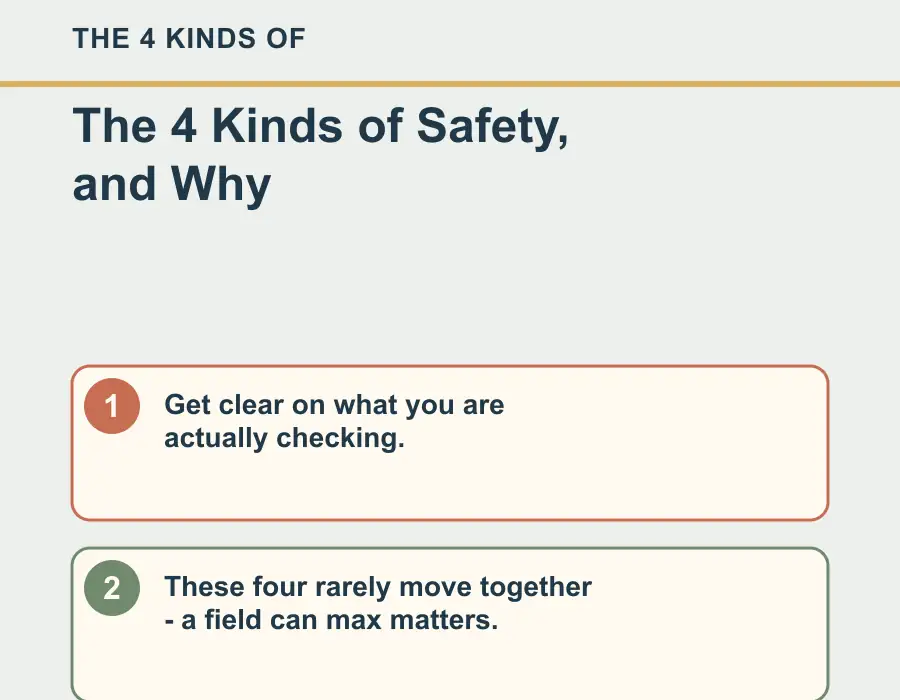 THE 4 KINDS OF
The 4 Kinds of Safety,
and Why
1
Get clear on what you are
actually checking.
2
These four rarely move together
- a field can max matters.